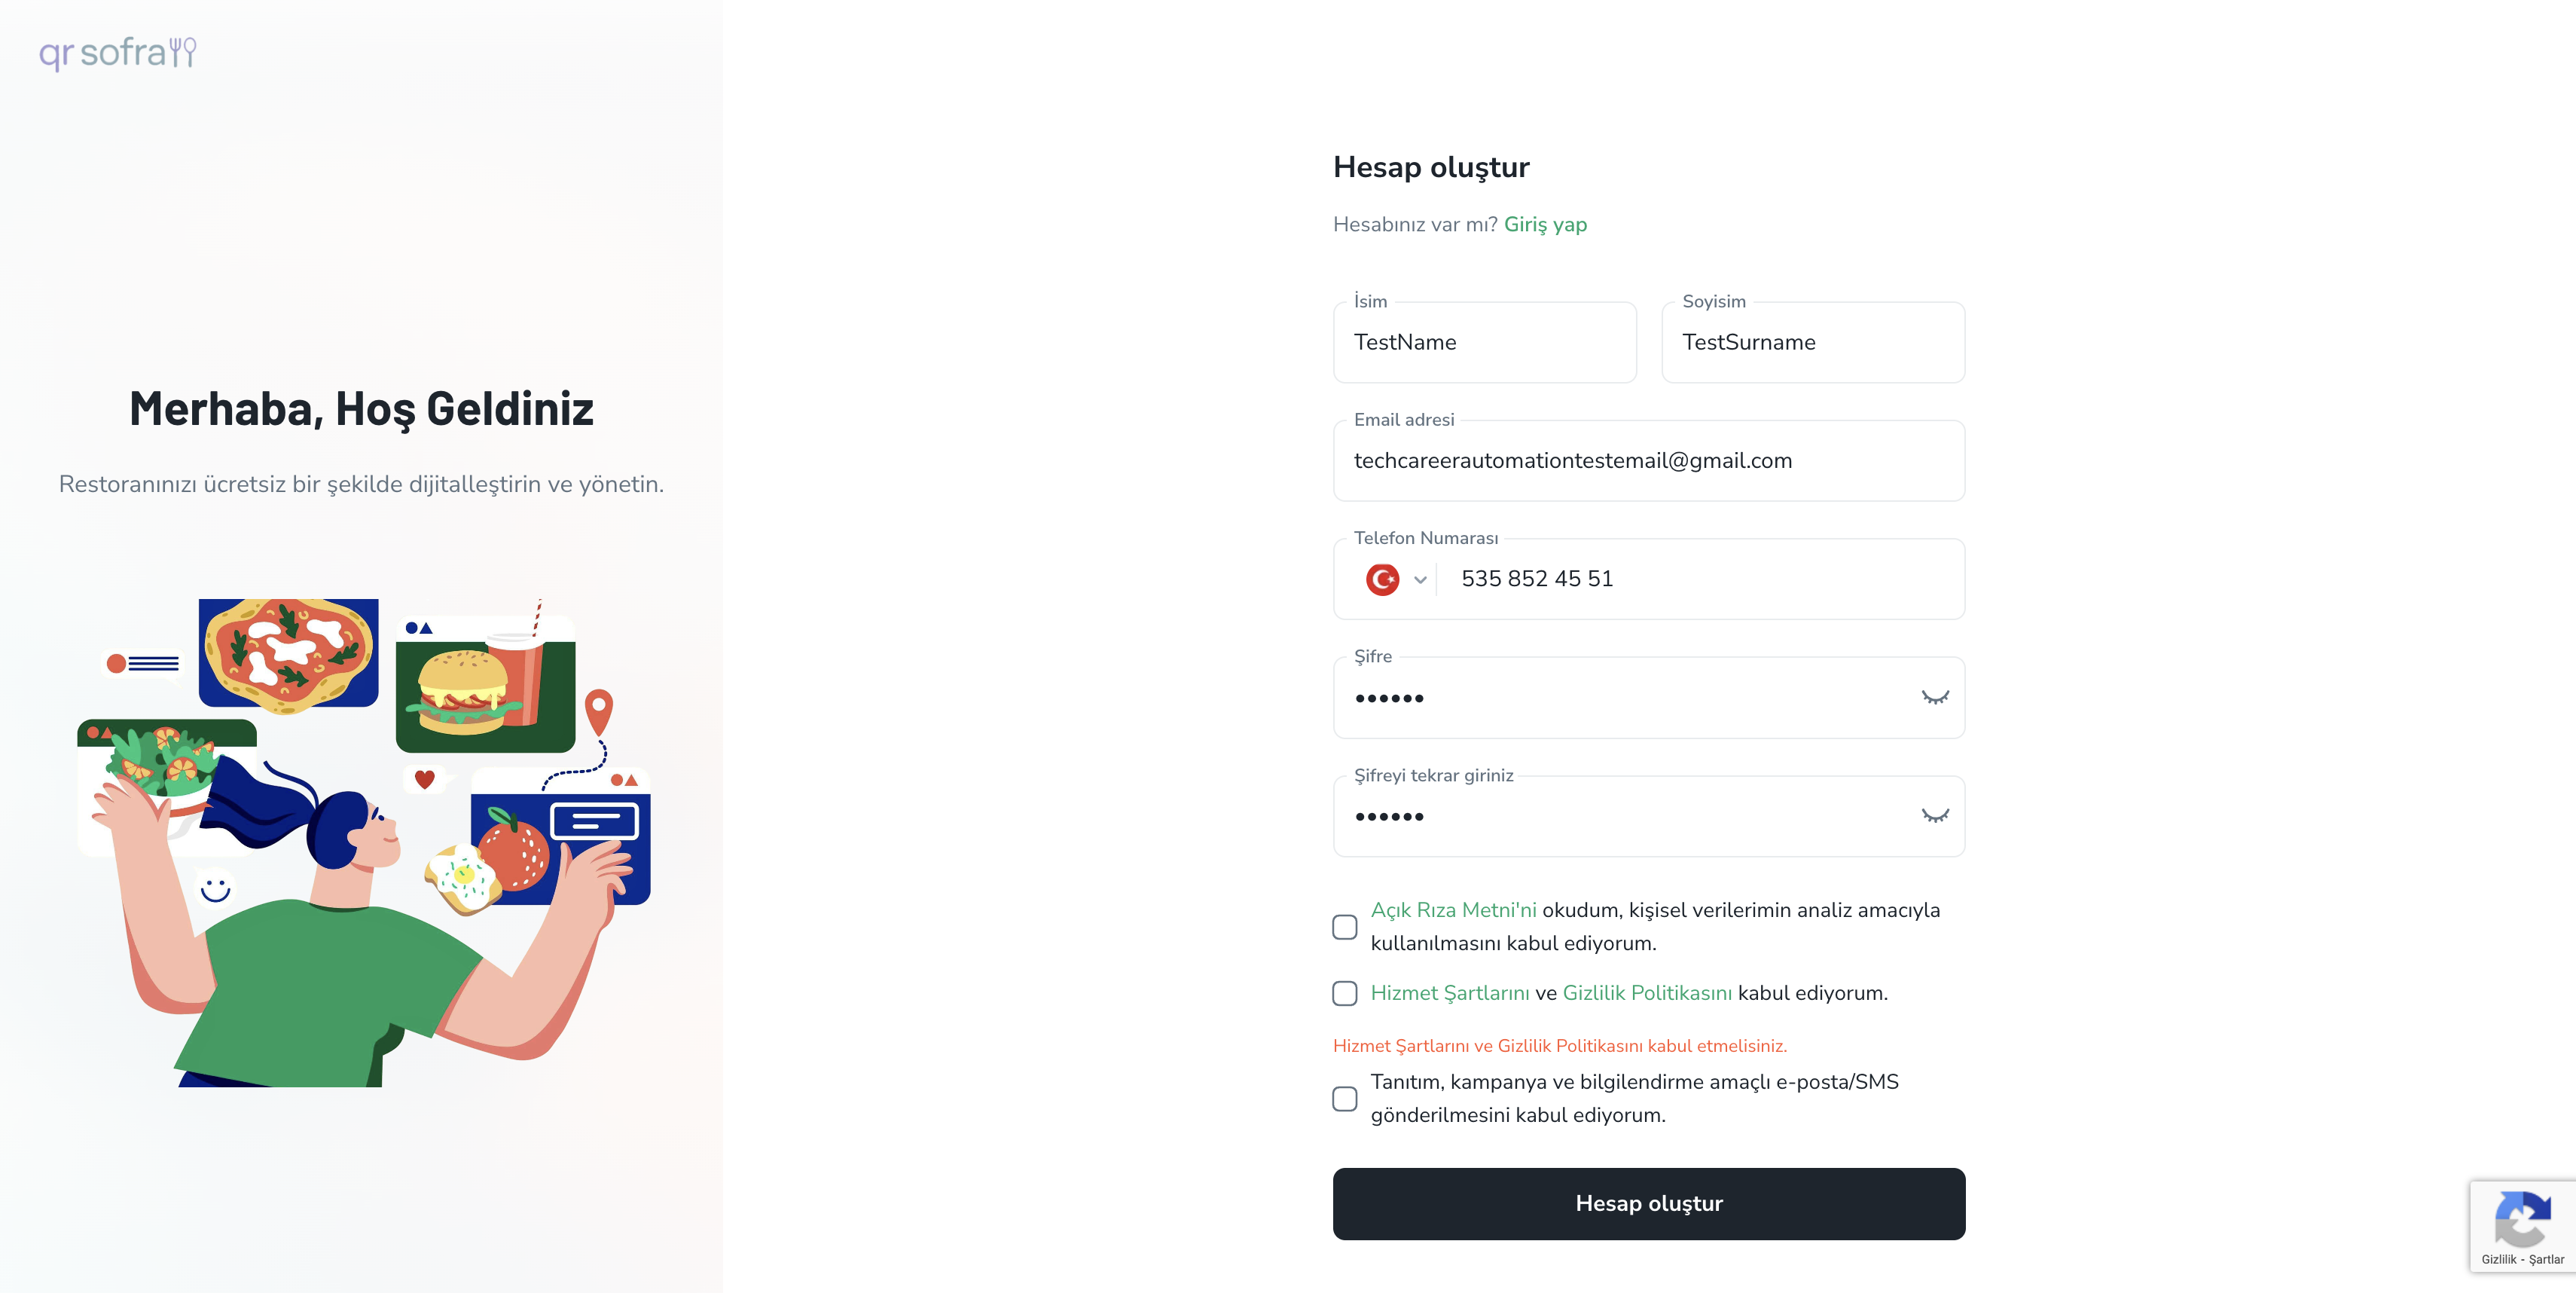 qr sofra
Merhaba, Hoş Geldiniz
Restoranınızı ücretsiz bir şekilde dijitalleştirin ve yönetin.
Hesap oluştur
Hesabınız var mı? Giriş yap
İsim
TestName
Soyisim
TestSurname
Email adresi
techcareerautomationtestemail@gmail.com
Telefon Numarası
535 852 45 51
Şifre
••••••
Şifreyi tekrar giriniz
••••••
Açık Rıza Metni'ni okudum, kişisel verilerimin analiz amacıyla
kullanılmasını kabul ediyorum.
Hizmet Şartlarını ve Gizlilik Politikasını kabul ediyorum.
Hizmet Şartlarını ve Gizlilik Politikasını kabul etmelisiniz.
Tanıtım, kampanya ve bilgilendirme amaçlı e-posta/SMS
gönderilmesini kabul ediyorum.
Hesap oluştur
Gizlilik - Şartlar